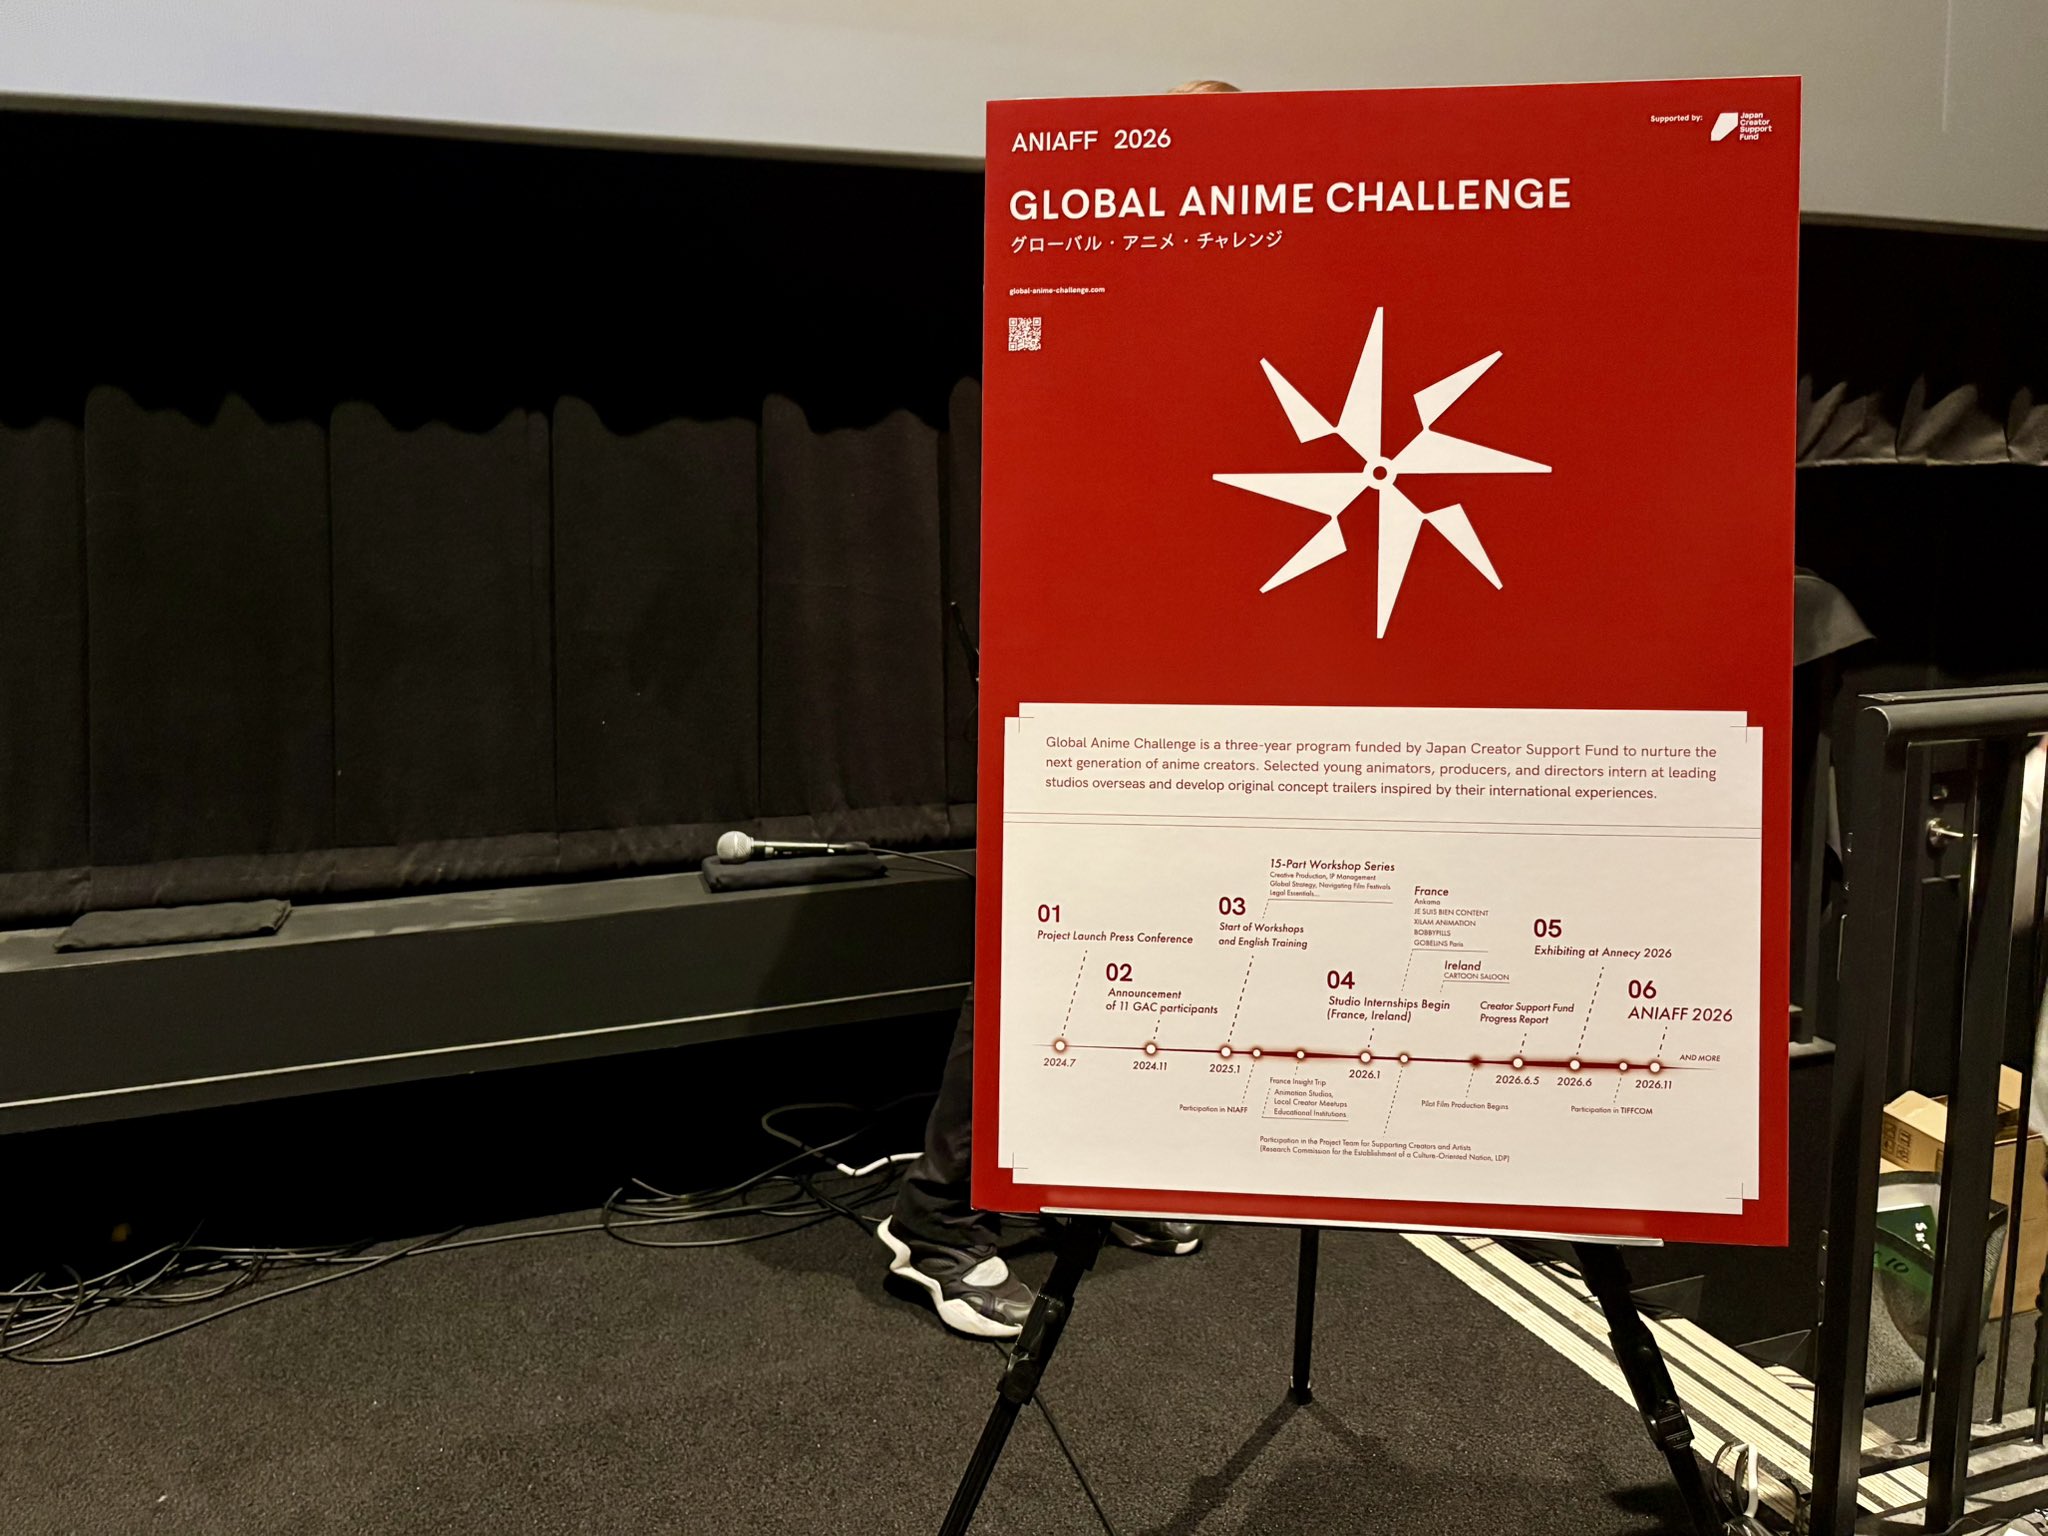 ANIAFF 2026
Supported by:
Japan
Creator
Support
Fund
GLOBAL ANIME CHALLENGE
グローバル・アニメ・チャレンジ
global-anime-challenge.com
Global Anime Challenge is a three-year program funded by Japan Creator Support Fund to nurture the
next generation of anime creators. Selected young animators, producers, and directors intern at leading
studios overseas and develop original concept trailers inspired by their international experiences.
01
Project Launch Press Conference
2024.7
02
Announcement
of 11 GAC participants
2024.11
03
Start of Workshops
and English Training
2025.1
15-Part Workshop Series
Creative Production, IP Management
Global Strategy, Navigating Film Festivals
Legal Essentials...
Participation in NIAFF
France Insight Trip
Animation Studios,
Local Creator Meetups
Educational Institutions
04
Studio Internships Begin
(France, Ireland)
2026.1
France
Ankama
JE SUIS BIEN CONTENT
XILAM ANIMATION
BOBBYPILLS
GOBELINS Paris
Ireland
CARTOON SALOON
Participation in the Project Team for Supporting Creators and Artists
(Research Commission for the Establishment of a Culture-Oriented Nation, LDP)
Pilot Film Production Begins
Creator Support Fund
Progress Report
2026.6.5
05
Exhibiting at Annecy 2026
2026.6
Participation in TIFFCOM
06
ANIAFF 2026
2026.11
AND MORE